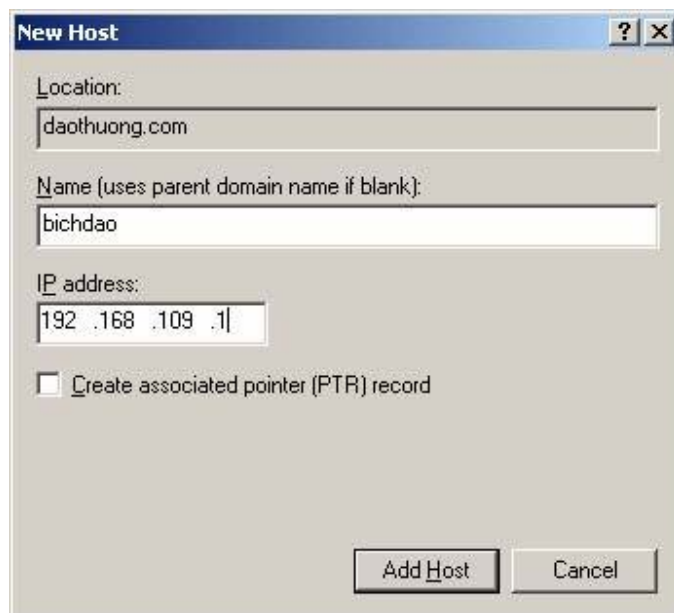 New Host
Location:
daothuong.com
Name (uses parent domain name if blank):
bichdao
IP address:
192 .168 .109 .1
Create associated pointer (PTR) record
Add Host Cancel